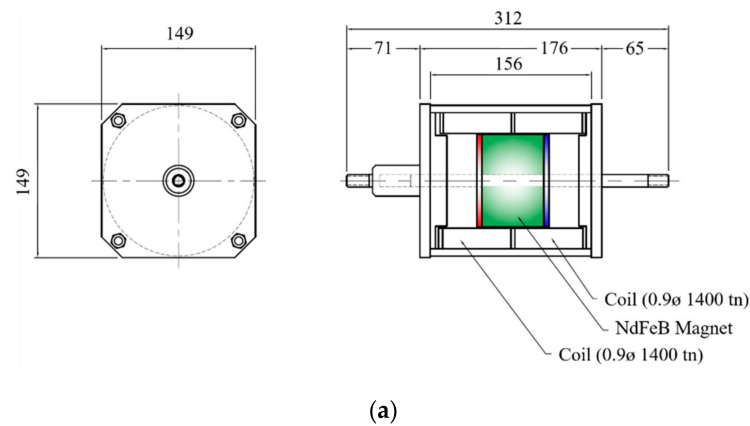 149
312
71
176
65
156
149
Coil (0.9ø 1400 tn)
NdFeB Magnet
Coil (0.9ø 1400 tn)
(a)